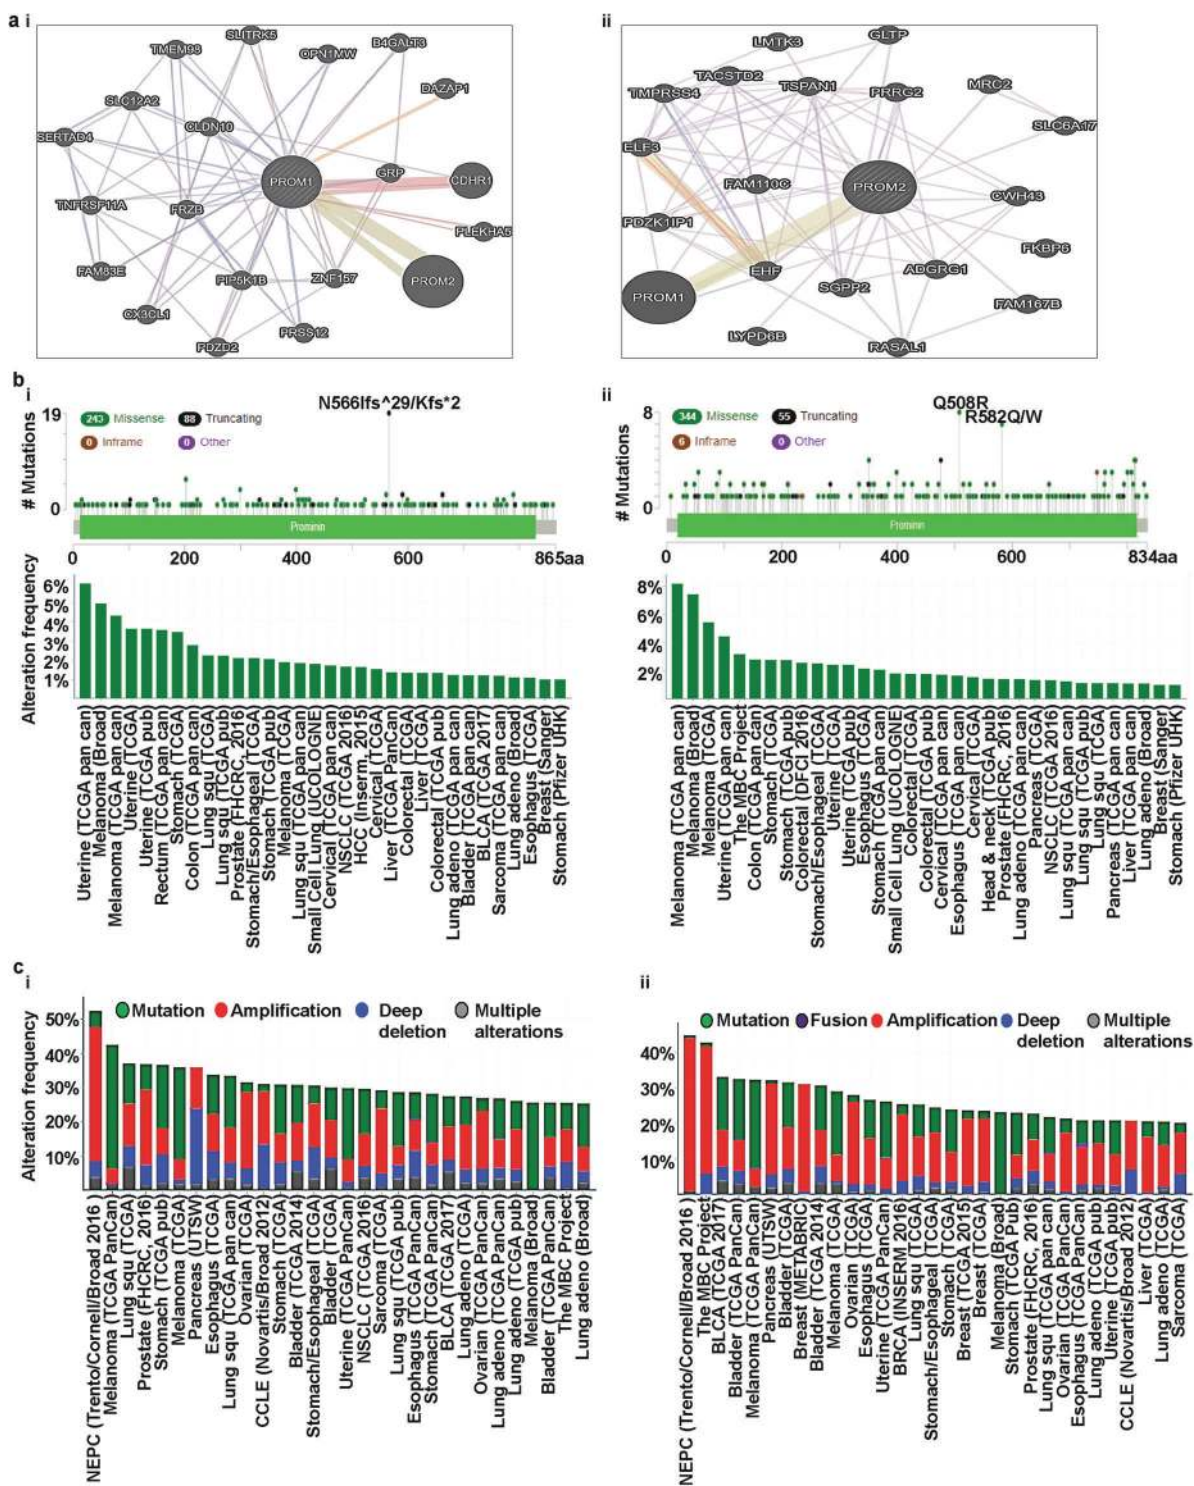 a i
SLITRK5
TMEM98
OPN1MW
B4GALT3
DAZAP1
SLC12A2
CLDN10
SERTAD4
PROM1
GRP
CDHR1
TNFRSF11A
FRZB
PLEKHA5
FAM83E
PIP5K1B
ZNF157
PROM2
CX3CL1
PRSS12
PDZD2
ii
LMTK3
GLTP
TACSTD2
TSPAN1
MRC2
TMPRSS4
PRRG2
SLC6A17
ELF3
FAM110C
PROM2
CWH43
PDZK1IP1
FKBP6
EHF
ADGRG1
SGPP2
PROM1
FAM167B
LYPD6B
RASAL1
b
i
N566Ifs^29/Kfs*2
# Mutations
19
0
243 Missense
88 Truncating
0 Inframe
0 Other
Prominin
0 200 400 600 865aa
Alteration frequency
6%
5%
4%
3%
2%
1%
Uterine (TCGA pan can)
Melanoma (Broad)
Melanoma (TCGA pan can)
Uterine (TCGA)
Uterine (TCGA pub)
Rectum (TCGA pan can)
Stomach (TCGA)
Colon (TCGA pan can)
Lung squ (TCGA)
Lung squ (TCGA pub)
Prostate (FHCRC, 2016)
Stomach/Esophageal (TCGA)
Stomach (TCGA pub)
Melanoma (TCGA)
Lung squ (TCGA pan can)
Small Cell Lung (UCOLOGNE)
Cervical (TCGA pan can)
NSCLC (TCGA 2016)
HCC (Inserm, 2015)
Cervical (TCGA)
Liver (TCGA PanCan)
Colorectal (TCGA)
Liver (TCGA)
Colorectal (TCGA pub)
Lung adeno (TCGA pan can)
Bladder (TCGA pan can)
BLCA (TCGA 2017)
Sarcoma (TCGA pan can)
Lung adeno (Broad)
Esophagus (TCGA)
Breast (Sanger)
Stomach (Pfizer UHK)
ii
Q508R
R582Q/W
# Mutations
8
0
344 Missense
55 Truncating
6 Inframe
0 Other
Prominin
0 200 600 834aa
8%
6%
4%
2%
Melanoma (TCGA pan can)
Melanoma (Broad)
Melanoma (TCGA)
Uterine (TCGA pan can)
The MBC Project
Colon (TCGA pan can)
Stomach (TCGA)
Stomach (TCGA pub)
Colorectal (DFCI 2016)
Stomach/Esophageal (TCGA)
Uterine (TCGA)
Uterine (TCGA pub)
Esophagus (TCGA)
Stomach (TCGA pan can)
Small Cell Lung (UCOLOGNE)
Colorectal (TCGA)
Colorectal (TCGA pub)
Cervical (TCGA pan can)
Esophagus (TCGA pan can)
Cervical (TCGA)
Head & neck (TCGA pub)
Prostate (FHCRC, 2016)
Lung adeno (TCGA pan can)
Pancreas (TCGA)
NSCLC (TCGA 2016)
Lung squ (TCGA pub)
Lung squ (TCGA pan can)
Lung squ (TCGA)
Pancreas (TCGA pan can)
Liver (TCGA pan can)
Lung adeno (Broad)
Breast (Sanger)
Stomach (Pfizer UHK)
c
i
Mutation Amplification Deep deletion Multiple alterations
Alteration frequency
50%
40%
30%
20%
10%
NEPC (Trento/Cornell/Broad 2016 )
Melanoma (TCGA PanCan)
Lung squ (TCGA)
Prostate (FHCRC, 2016)
Stomach (TCGA pub)
Melanoma (TCGA)
Pancreas (UTSW)
Esophagus (TCGA)
Lung squ (TCGA pan can)
Ovarian (TCGA)
CCLE (Novartis/Broad 2012)
Stomach (TCGA)
Bladder (TCGA 2014)
Stomach/Esophageal (TCGA)
Bladder (TCGA)
Uterine (TCGA PanCan)
NSCLC (TCGA 2016)
Sarcoma (TCGA)
Lung squ (TCGA pub)
Esophagus (TCGA PanCan)
Stomach (TCGA PanCan)
BLCA (TCGA 2017)
Lung adeno (TCGA)
Ovarian (TCGA PanCan)
Lung adeno (TCGA PanCan)
Lung adeno (TCGA pub)
Melanoma (Broad)
Bladder (TCGA PanCan)
The MBC Project
Lung adeno (Broad)
ii
Mutation Fusion Amplification Deep deletion Multiple alterations
40%
30%
20%
10%
NEPC (Trento/Cornell/Broad 2016 )
The MBC Project
BLCA (TCGA 2017)
Bladder (TCGA PanCan)
Melanoma (TCGA PanCan)
Pancreas (UTSW)
Bladder (TCGA)
Breast (METABRIC)
Bladder (TCGA 2014)
Melanoma (TCGA)
Ovarian (TCGA)
Esophagus (TCGA)
Uterine (TCGA PanCan)
BRCA (INSERM 2016)
Lung squ (TCGA)
Stomach/Esophageal (TCGA)
Stomach (TCGA)
Breast (TCGA 2015)
Breast (TCGA)
Melanoma (Broad)
Stomach (TCGA Pub)
Prostate (FHCRC, 2016)
Lung squ (TCGA pan can)
Ovarian (TCGA PanCan)
Esophagus (TCGA PanCan)
Lung adeno (TCGA pub)
Uterine (TCGA pub)
CCLE (Novartis/Broad 2012)
Liver (TCGA)
Lung adeno (TCGA)
Sarcoma (TCGA)